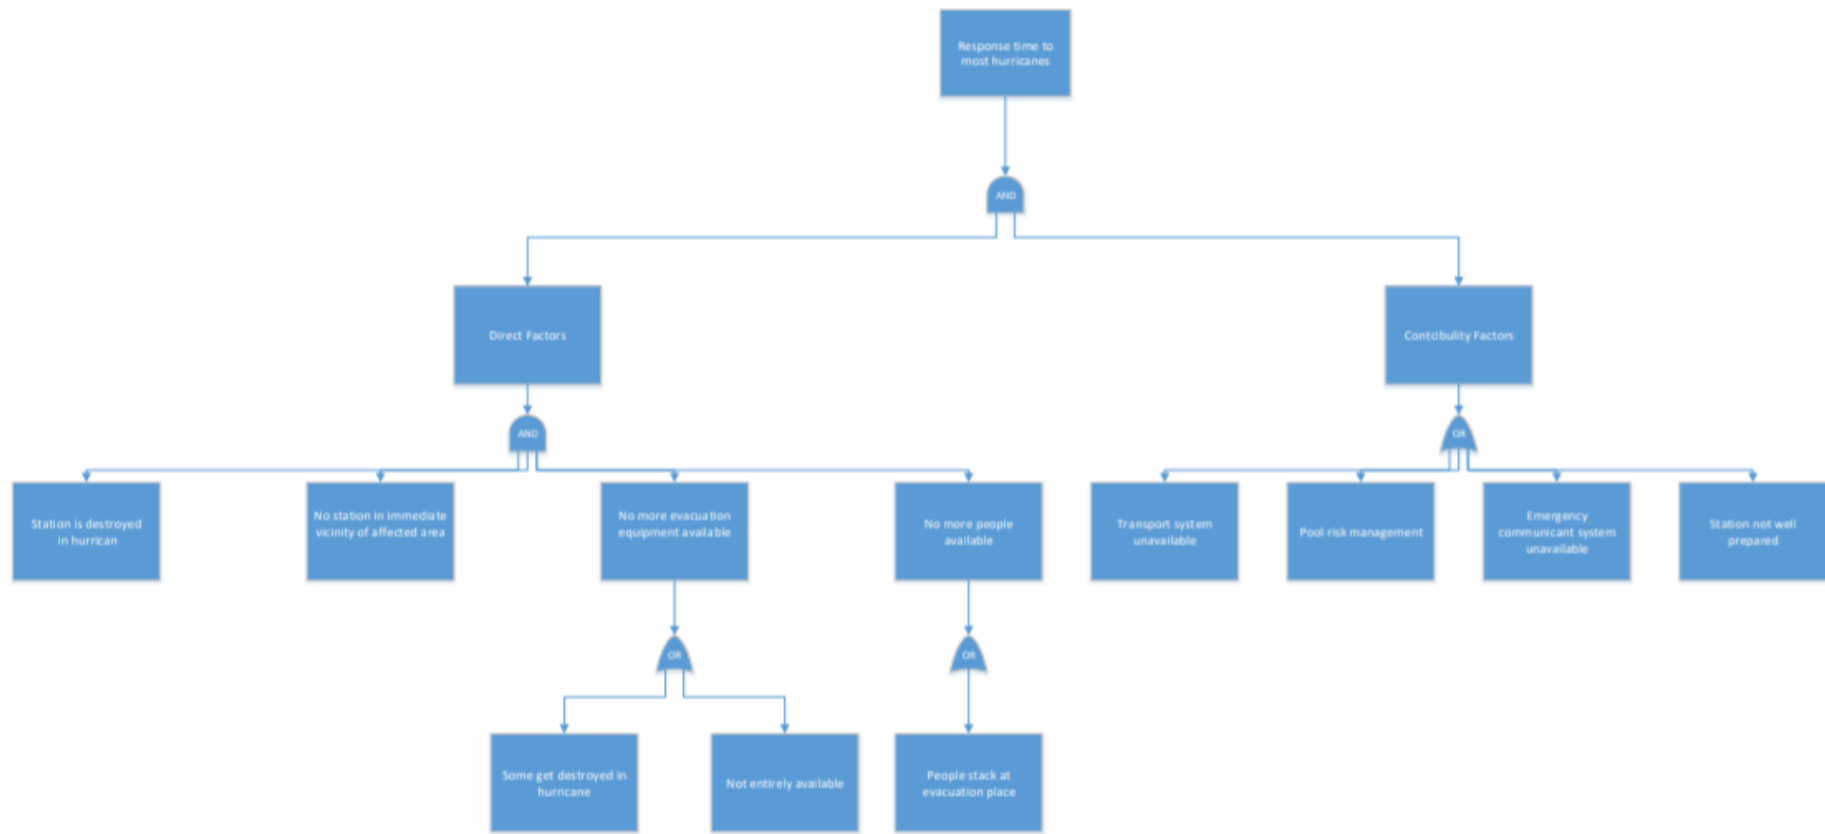 Response time to
most hurricanes
AND
Direct Factors
Contcibulity Factors
AND
OR
Station is destroyed
in hurrican
No station in immediate
vicinity of affected area
No more evacuation
equipment available
No more people
available
Transport system
unavailable
Pool risk management
Emergency
communicant system
unavailable
Station not well
prepared
OR
OR
Some get destroyed in
hurricane
Not entirely available
People stack at
evacuation place